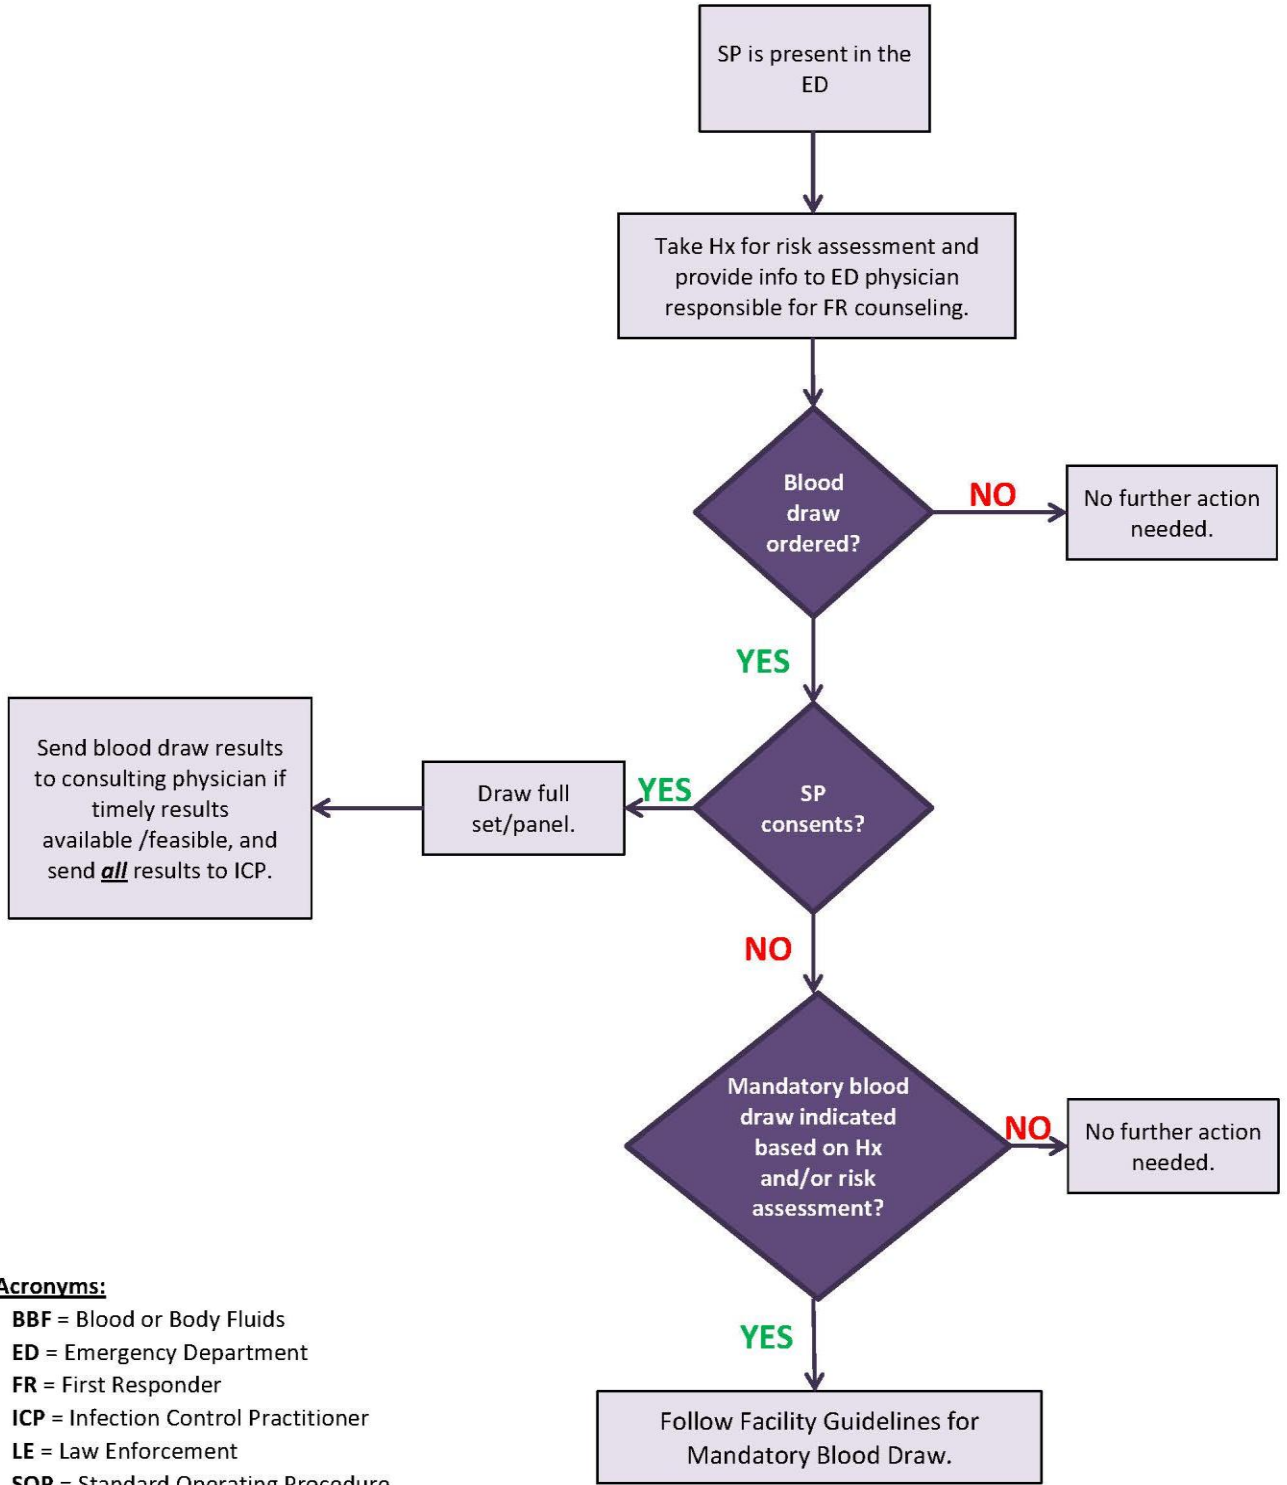 SP is present in the
ED
Take Hx for risk assessment and
provide info to ED physician
responsible for FR counseling.
Blood
draw
ordered?
NO
No further action
needed.
YES
Send blood draw results
to consulting physician if
timely results
available /feasible, and
send all results to ICP.
Draw full
set/panel.
YES
SP
consents?
NO
Mandatory blood
draw indicated
based on Hx
and/or risk
assessment?
NO
No further action
needed.
YES
Follow Facility Guidelines for
Mandatory Blood Draw.
Acronyms:
BBF = Blood or Body Fluids
ED = Emergency Department
FR = First Responder
ICP = Infection Control Practitioner
LE = Law Enforcement
SOP = Standard Operating Procedure